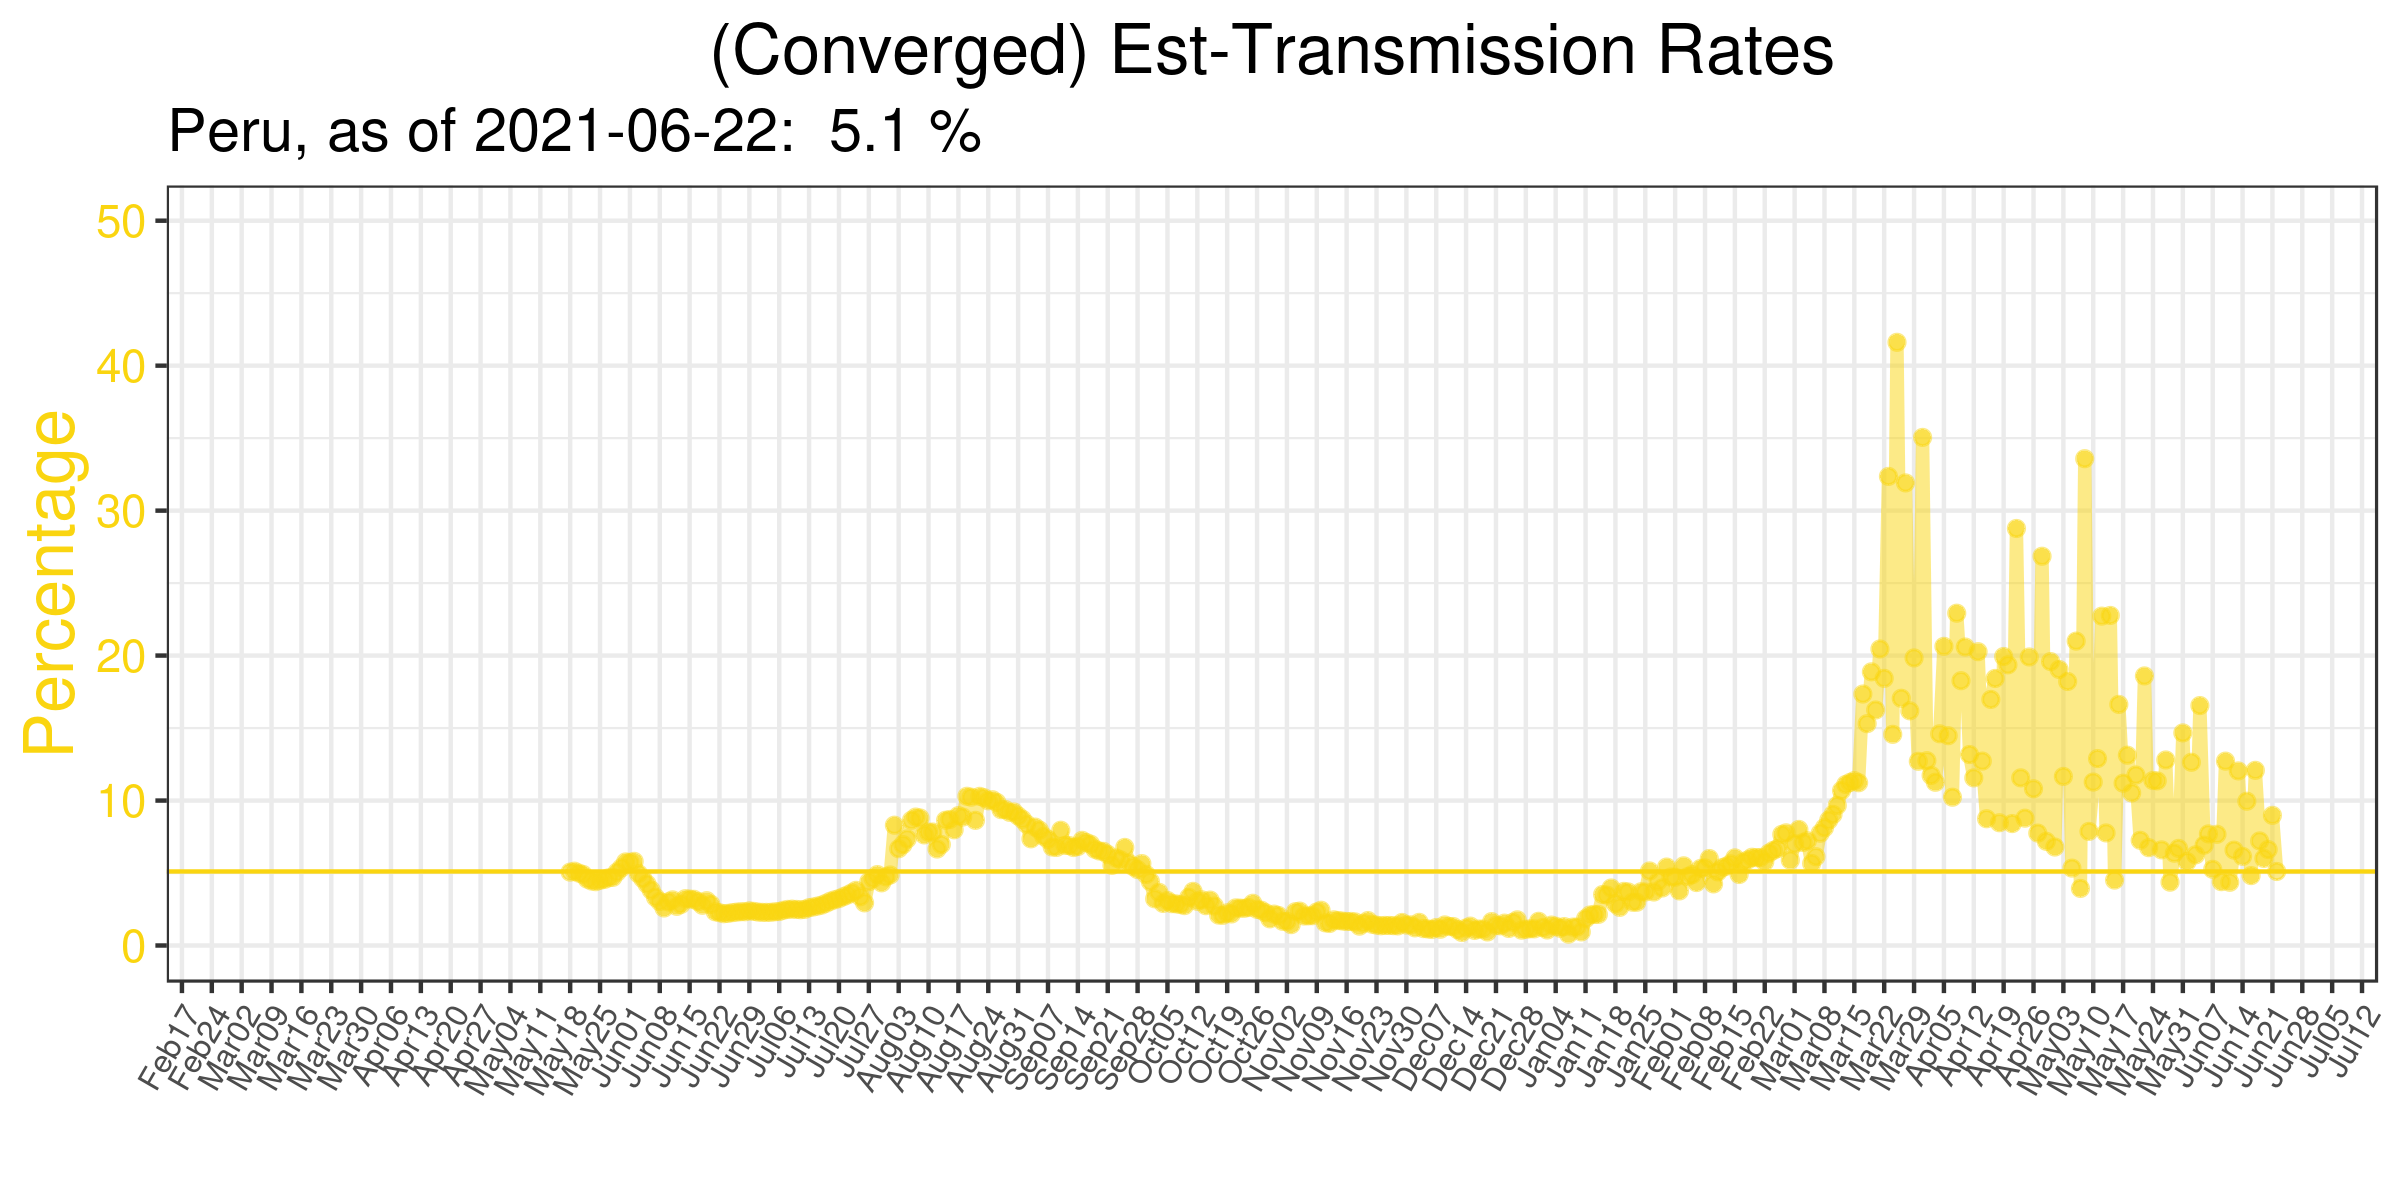 (Converged) Est-Transmission Rates
Peru, as of 2021-06-22: 5.1 %
Percentage
50
40
30
20
10
0
Feb17
Feb24
Mar02
Mar09
Mar16
Mar23
Mar30
Apr06
Apr13
Apr20
Apr27
May04
May11
May18
May25
Jun01
Jun08
Jun15
Jun22
Jun29
Jul06
Jul13
Jul20
Jul27
Aug03
Aug10
Aug17
Aug24
Aug31
Sep07
Sep14
Sep21
Sep28
Oct05
Oct12
Oct19
Oct26
Nov02
Nov09
Nov16
Nov23
Nov30
Dec07
Dec14
Dec21
Dec28
Jan04
Jan11
Jan18
Jan25
Feb01
Feb08
Feb15
Feb22
Mar01
Mar08
Mar15
Mar22
Mar29
Apr05
Apr12
Apr19
Apr26
May03
May10
May17
May24
May31
Jun07
Jun14
Jun21
Jun28
Jul05
Jul12